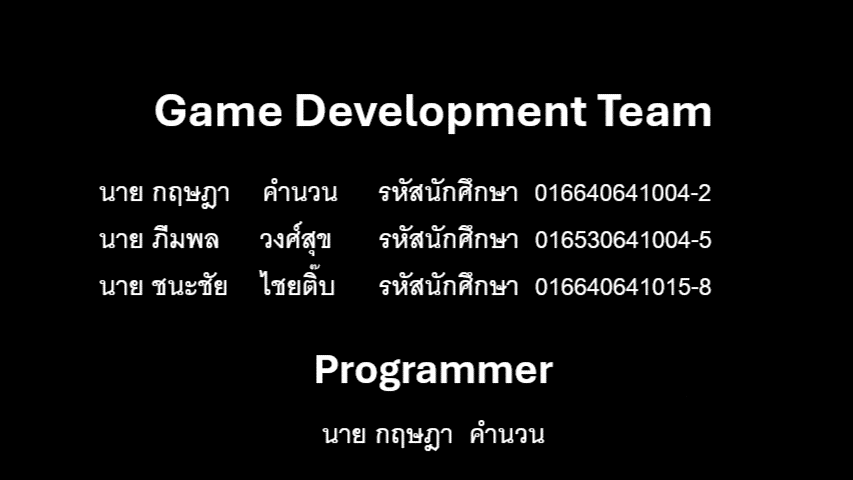 Game Development Team
นาย กฤษฎา คำนวน รหัสนักศึกษา 016640641004-2
นาย ภีมพล วงศ์สุข รหัสนักศึกษา 016530641004-5
นาย ชนะชัย ไชยติ๊บ รหัสนักศึกษา 016640641015-8
Programmer
นาย กฤษฎา คำนวน